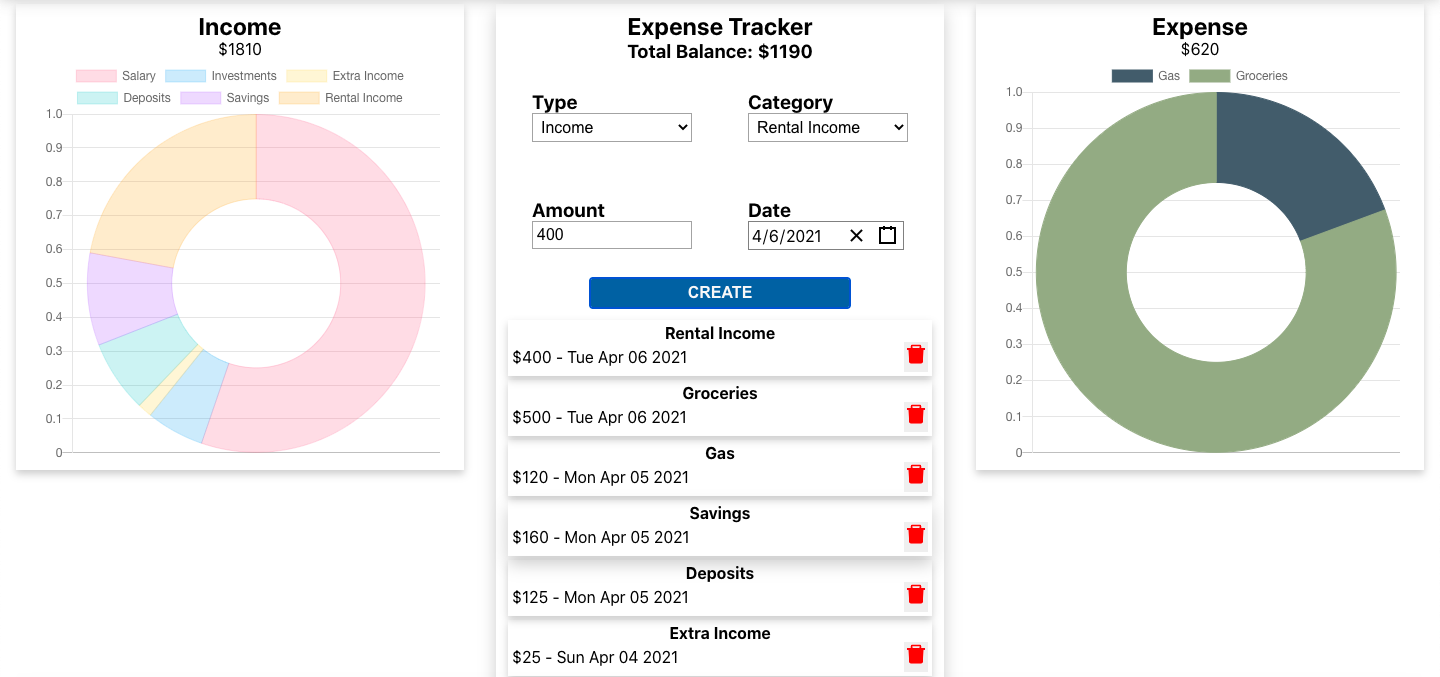 Income
$1810
Salary Investments Extra Income
Deposits Savings Rental Income
1.0
0.9
0.8
0.7
0.6
0.5
0.4
0.3
0.2
0.1
0
Expense Tracker
Total Balance: $1190
Type Category
Income Rental Income
Amount Date
400 4/6/2021
CREATE
Rental Income
$400 - Tue Apr 06 2021
Groceries
$500 - Tue Apr 06 2021
Gas
$120 - Mon Apr 05 2021
Savings
$160 - Mon Apr 05 2021
Deposits
$125 - Mon Apr 05 2021
Extra Income
$25 - Sun Apr 04 2021
Expense
$620
Gas Groceries
1.0
0.9
0.8
0.7
0.6
0.5
0.4
0.3
0.2
0.1
0